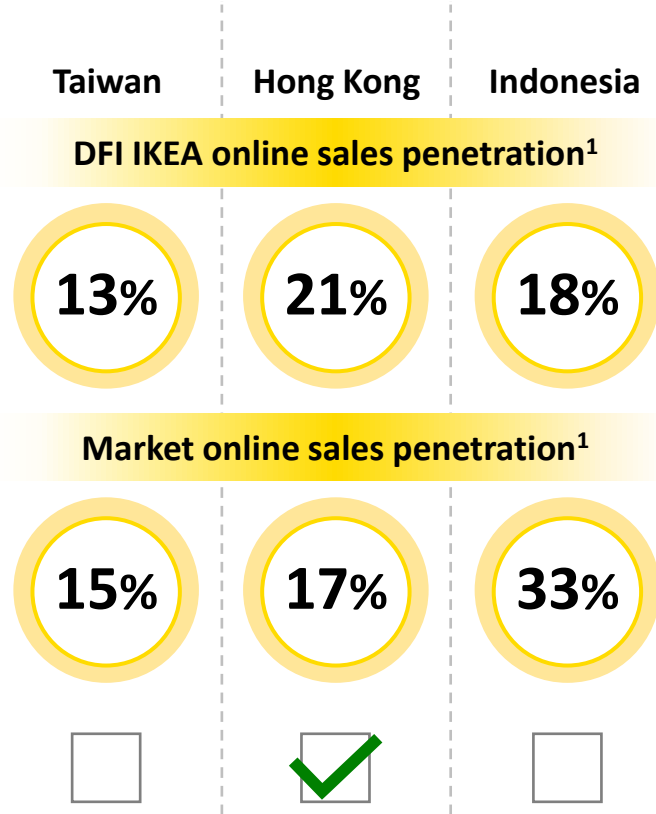 Taiwan Hong Kong Indonesia
DFI IKEA online sales penetration¹
13% 21% 18%
Market online sales penetration¹
15% 17% 33%